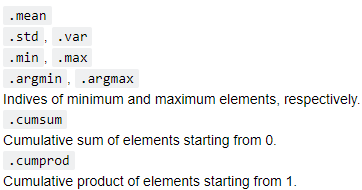 .mean
.std , .var
.min , .max
.argmin , .argmax
Indives of minimum and maximum elements, respectively.
.cumsum
Cumulative sum of elements starting from 0.
.cumprod
Cumulative product of elements starting from 1.